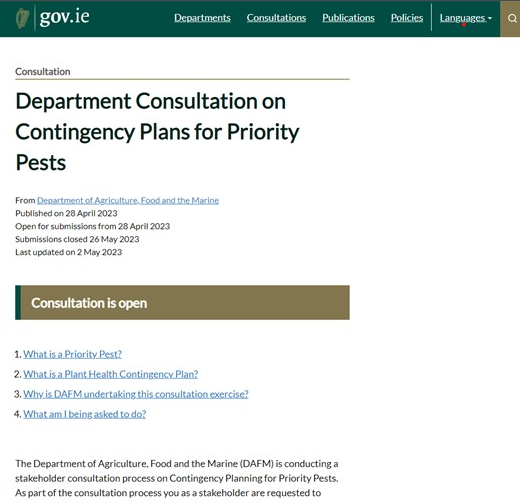 gov.ie
Departments Consultations Publications Policies Languages
Consultation
Department Consultation on
Contingency Plans for Priority
Pests
From Department of Agriculture, Food and the Marine
Published on 28 April 2023
Open for submissions from 28 April 2023
Submissions closed 26 May 2023
Last updated on 2 May 2023
Consultation is open
1. What is a Priority Pest?
2. What is a Plant Health Contingency Plan?
3. Why is DAFM undertaking this consultation exercise?
4. What am I being asked to do?
The Department of Agriculture, Food and the Marine (DAFM) is conducting a
stakeholder consultation process on Contingency Planning for Priority Pests.
As part of the consultation process you as a stakeholder are requested to